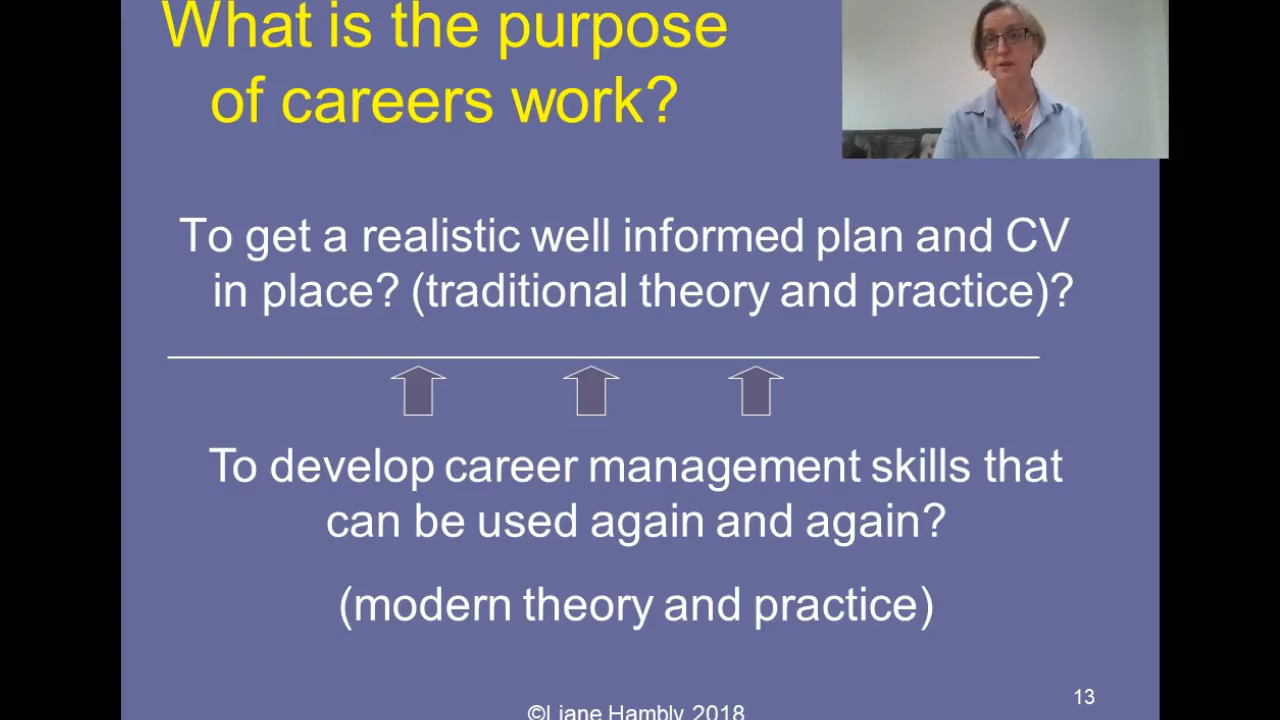 What is the purpose
of careers work?
To get a realistic well informed plan and CV
in place? (traditional theory and practice)?
To develop career management skills that
can be used again and again?
(modern theory and practice)
13
©Liane Hambly 2018